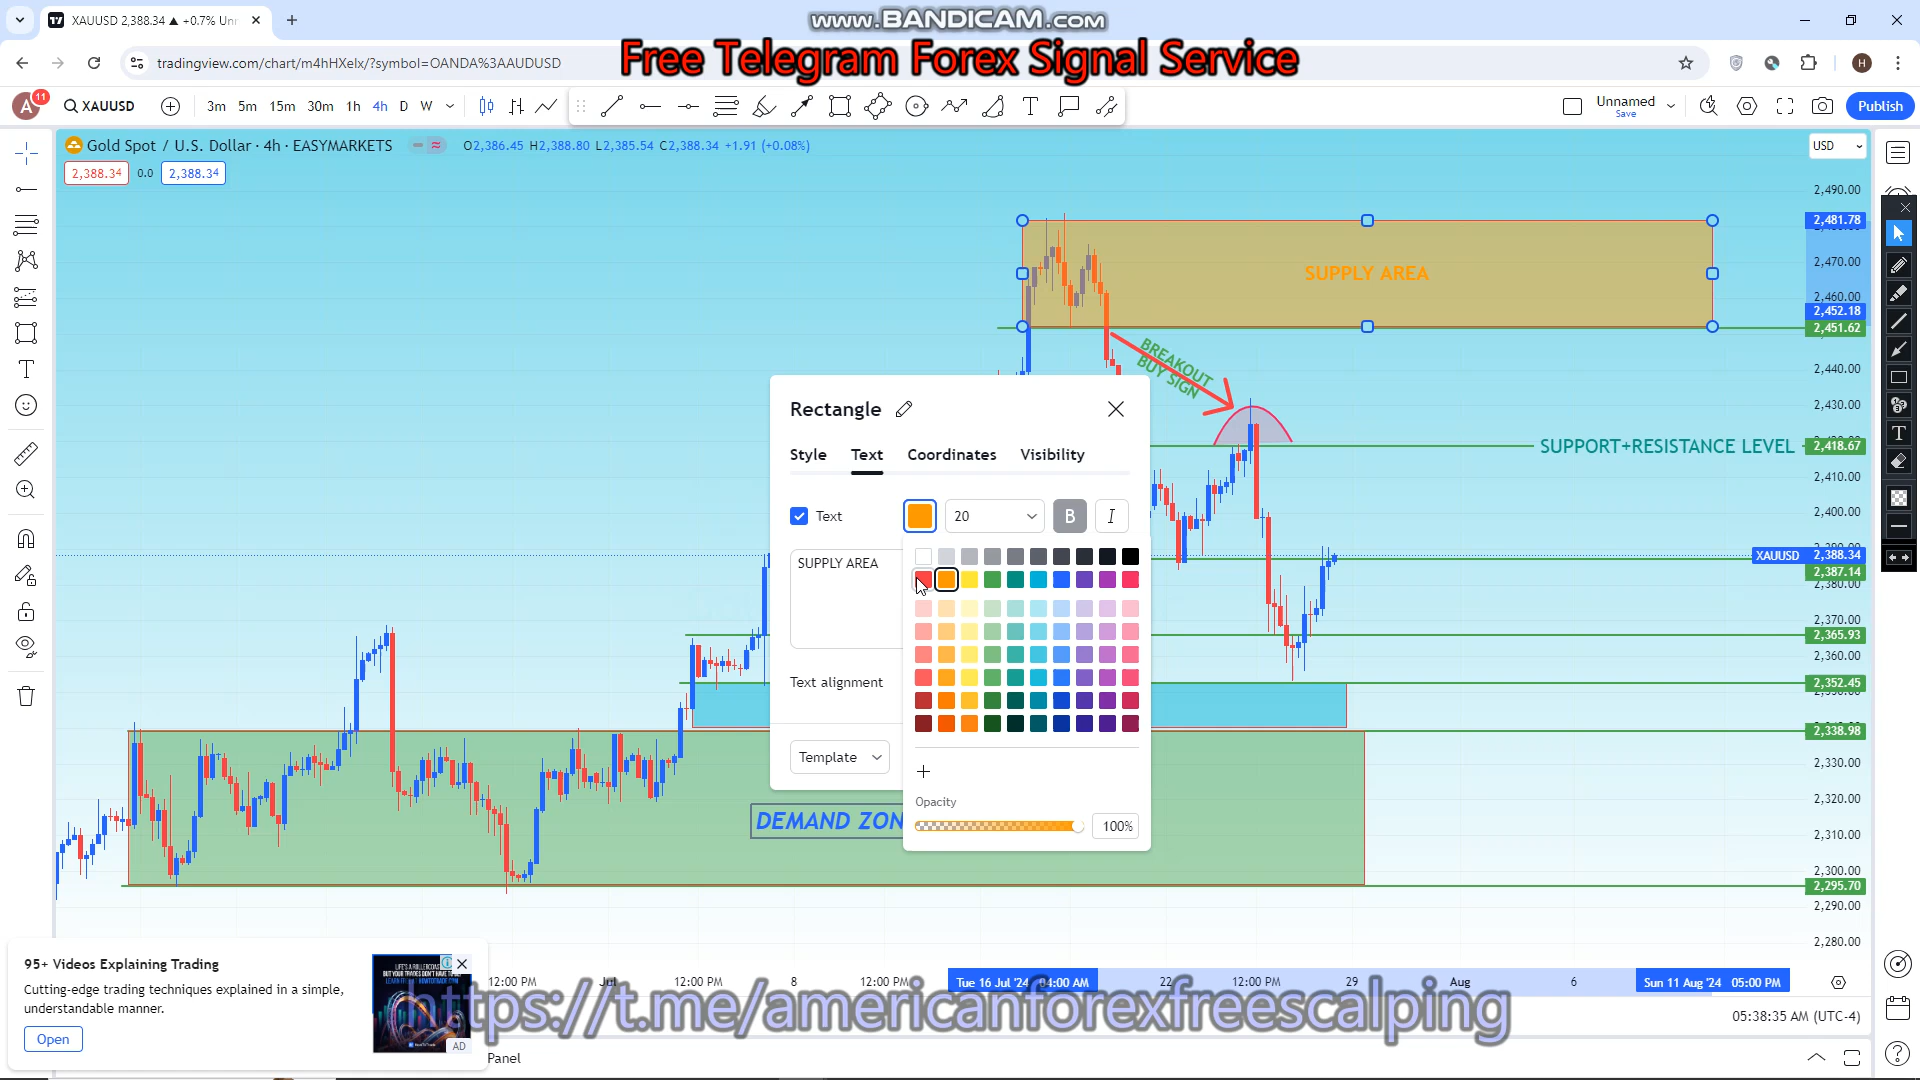 XAUUSD 2,388.34 ▲ +0.7% Unn
www.BANDICAM.com
tradingview.com/chart/m4hHXelx/?symbol=OANDA%3AAUDUSD
Free Telegram Forex Signal Service
H
A 11 XAUUSD 3m 5m 15m 30m 1h 4h D W
Unnamed
Save
Publish
Gold Spot / U.S. Dollar · 4h · EASYMARKETS
O2,386.45 H2,388.80 L2,385.54 C2,388.34 +1.91 (+0.08%)
USD
2,388.34 0.0 2,388.34
2,490.00
2,481.78
2,470.00
SUPPLY AREA
2,460.00
2,452.18
2,451.62
BREAKOUT
BUY SIGN
2,440.00
2,430.00
SUPPORT+RESISTANCE LEVEL
2,418.67
2,410.00
2,400.00
XAUUSD 2,388.34
2,387.14
2,380.00
2,370.00
2,365.93
2,360.00
2,352.45
2,338.98
2,330.00
2,320.00
2,310.00
2,300.00
2,295.70
2,290.00
2,280.00
Rectangle
Style Text Coordinates Visibility
Text 20 B I
SUPPLY AREA
Text alignment
Template
Opacity
100%
DEMAND ZON
95+ Videos Explaining Trading
Cutting-edge trading techniques explained in a simple,
understandable manner.
Open
AD
12:00 PM Jul 12:00 PM 8 12:00 PM Tue 16 Jul '24 04:00 AM 22 12:00 PM 29 Aug 6 Sun 11 Aug '24 05:00 PM
https://t.me/americanforexfreescalping
05:38:35 AM (UTC-4)
Panel